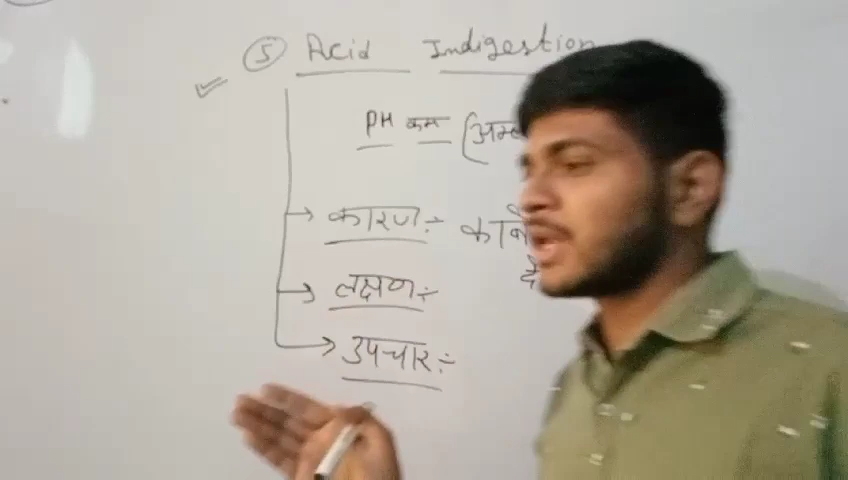 5 Acid Indigestion
PH कम
कारण :-
लक्षण :-
उपचार :-